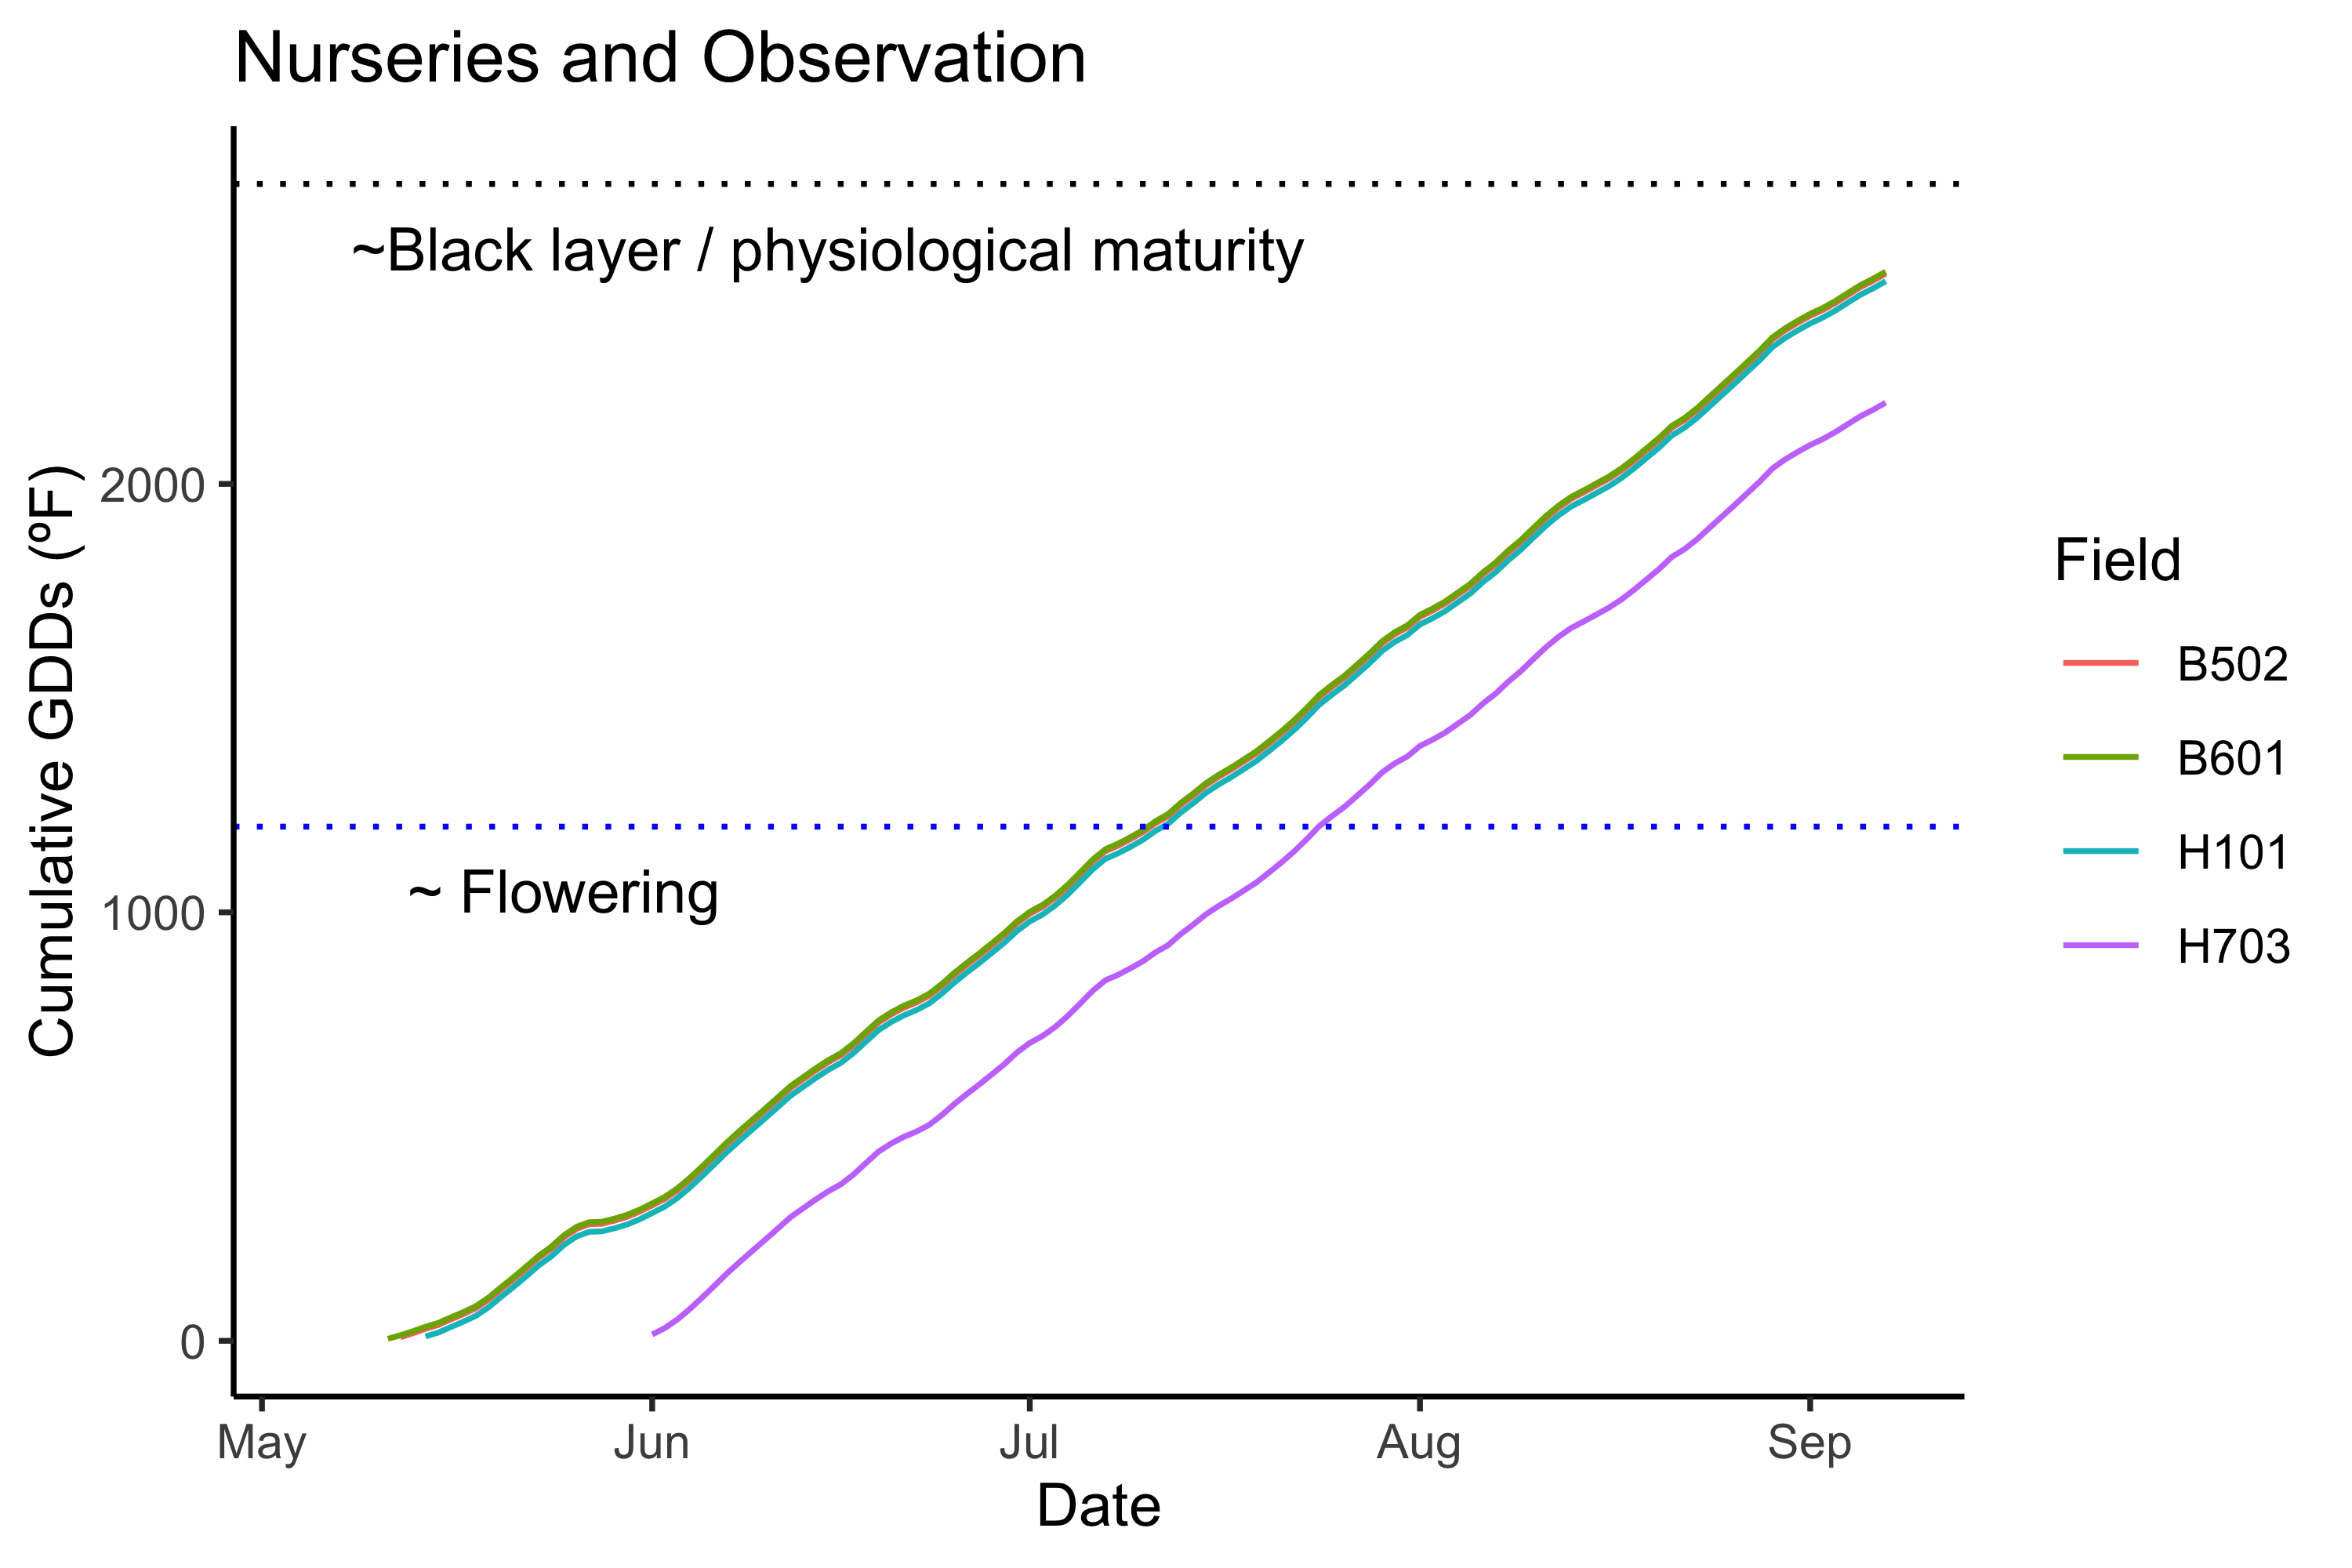 Nurseries and Observation
~Black layer / physiological maturity
~ Flowering
Cumulative GDDs (ºF)
2000
1000
0
May
Jun
Jul
Aug
Sep
Date
Field
B502
B601
H101
H703